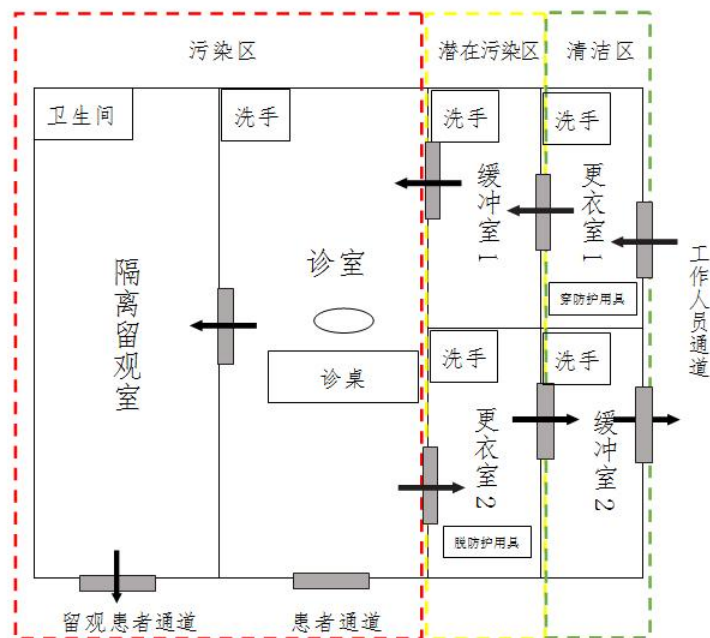 污染区
潜在污染区
清洁区
卫生间
洗手
洗手
洗手
缓冲室1
更衣室1
隔离留观室
诊室
穿防护用具
工作人员通道
诊桌
洗手
洗手
更衣室2
缓冲室2
脱防护用具
留观患者通道
患者通道